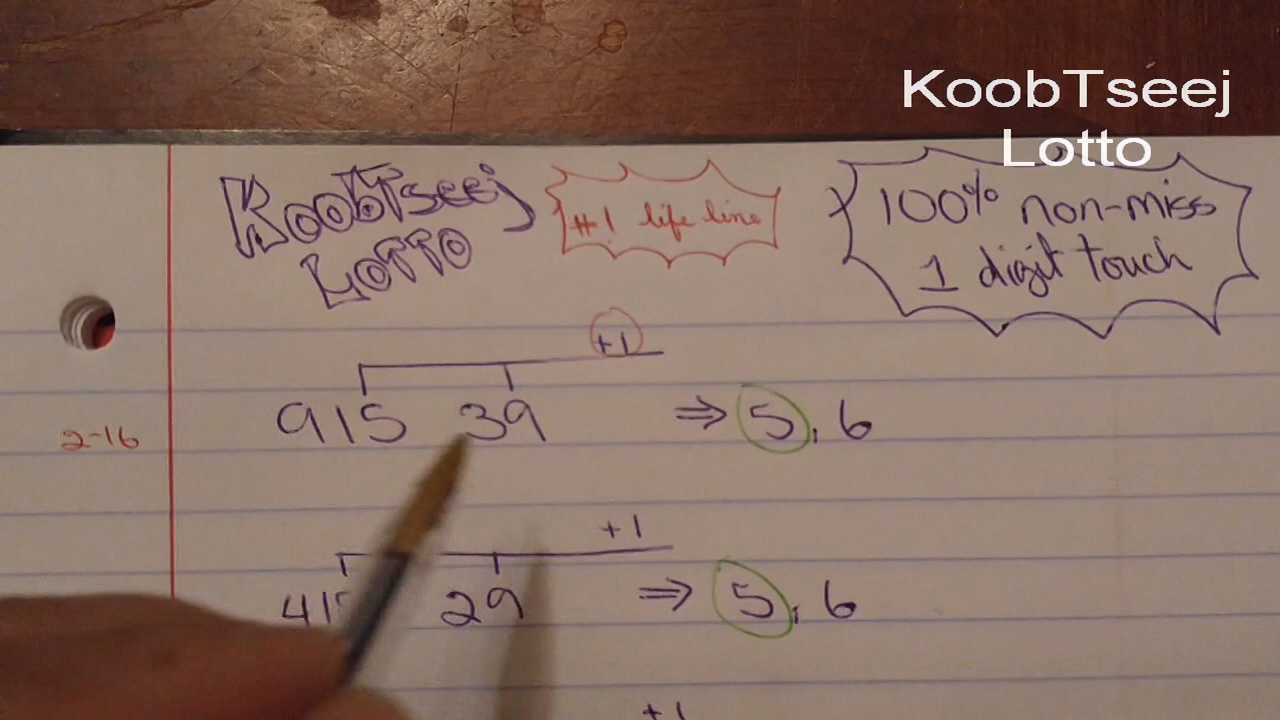 KoobTseej
Lotto
KOOBTseej
LOTTO
#1 life line
100% non-miss
1 digit touch
+1
915 39 ⇒ 5, 6
2-16
+1
29 ⇒ 5, 6
+1